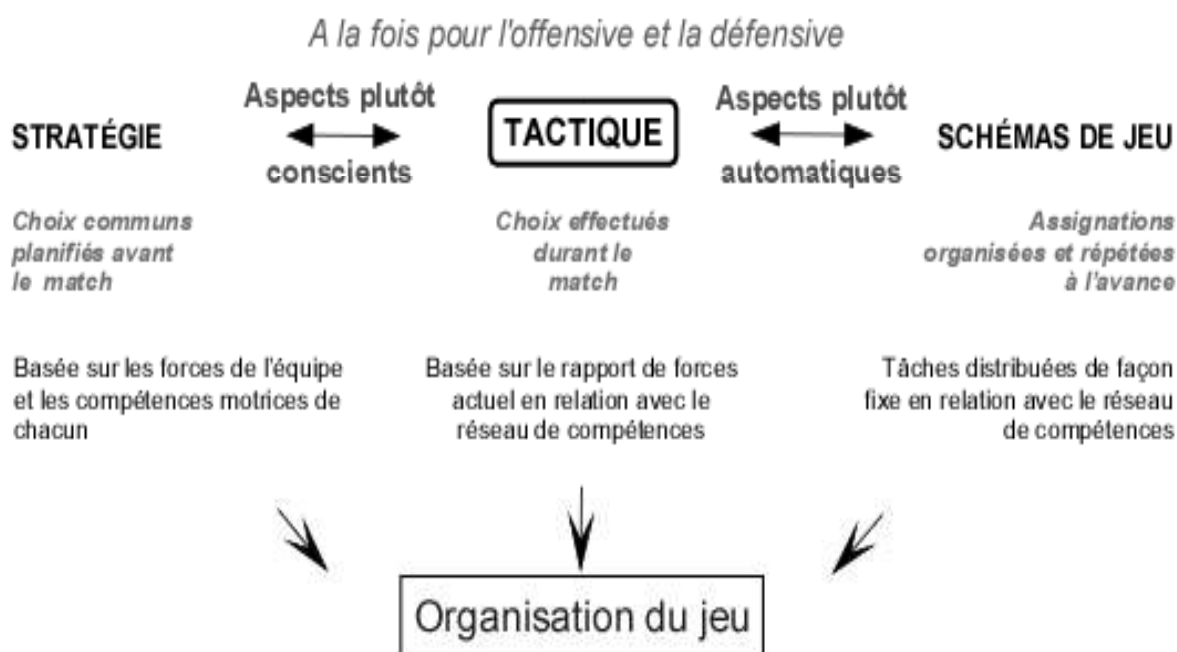 A la fois pour l'offensive et la défensive
Aspects plutôt
conscients
Aspects plutôt
automatiques
STRATÉGIE
TACTIQUE
SCHÉMAS DE JEU
Choix communs
planifiés avant
le match
Choix effectués
durant le
match
Assignations
organisées et répétées
à l'avance
Basée sur les forces de l'équipe
et les compétences motrices de
chacun
Basée sur le rapport de forces
actuel en relation avec le
réseau de compétences
Tâches distribuées de façon
fixe en relation avec le réseau
de compétences
Organisation du jeu